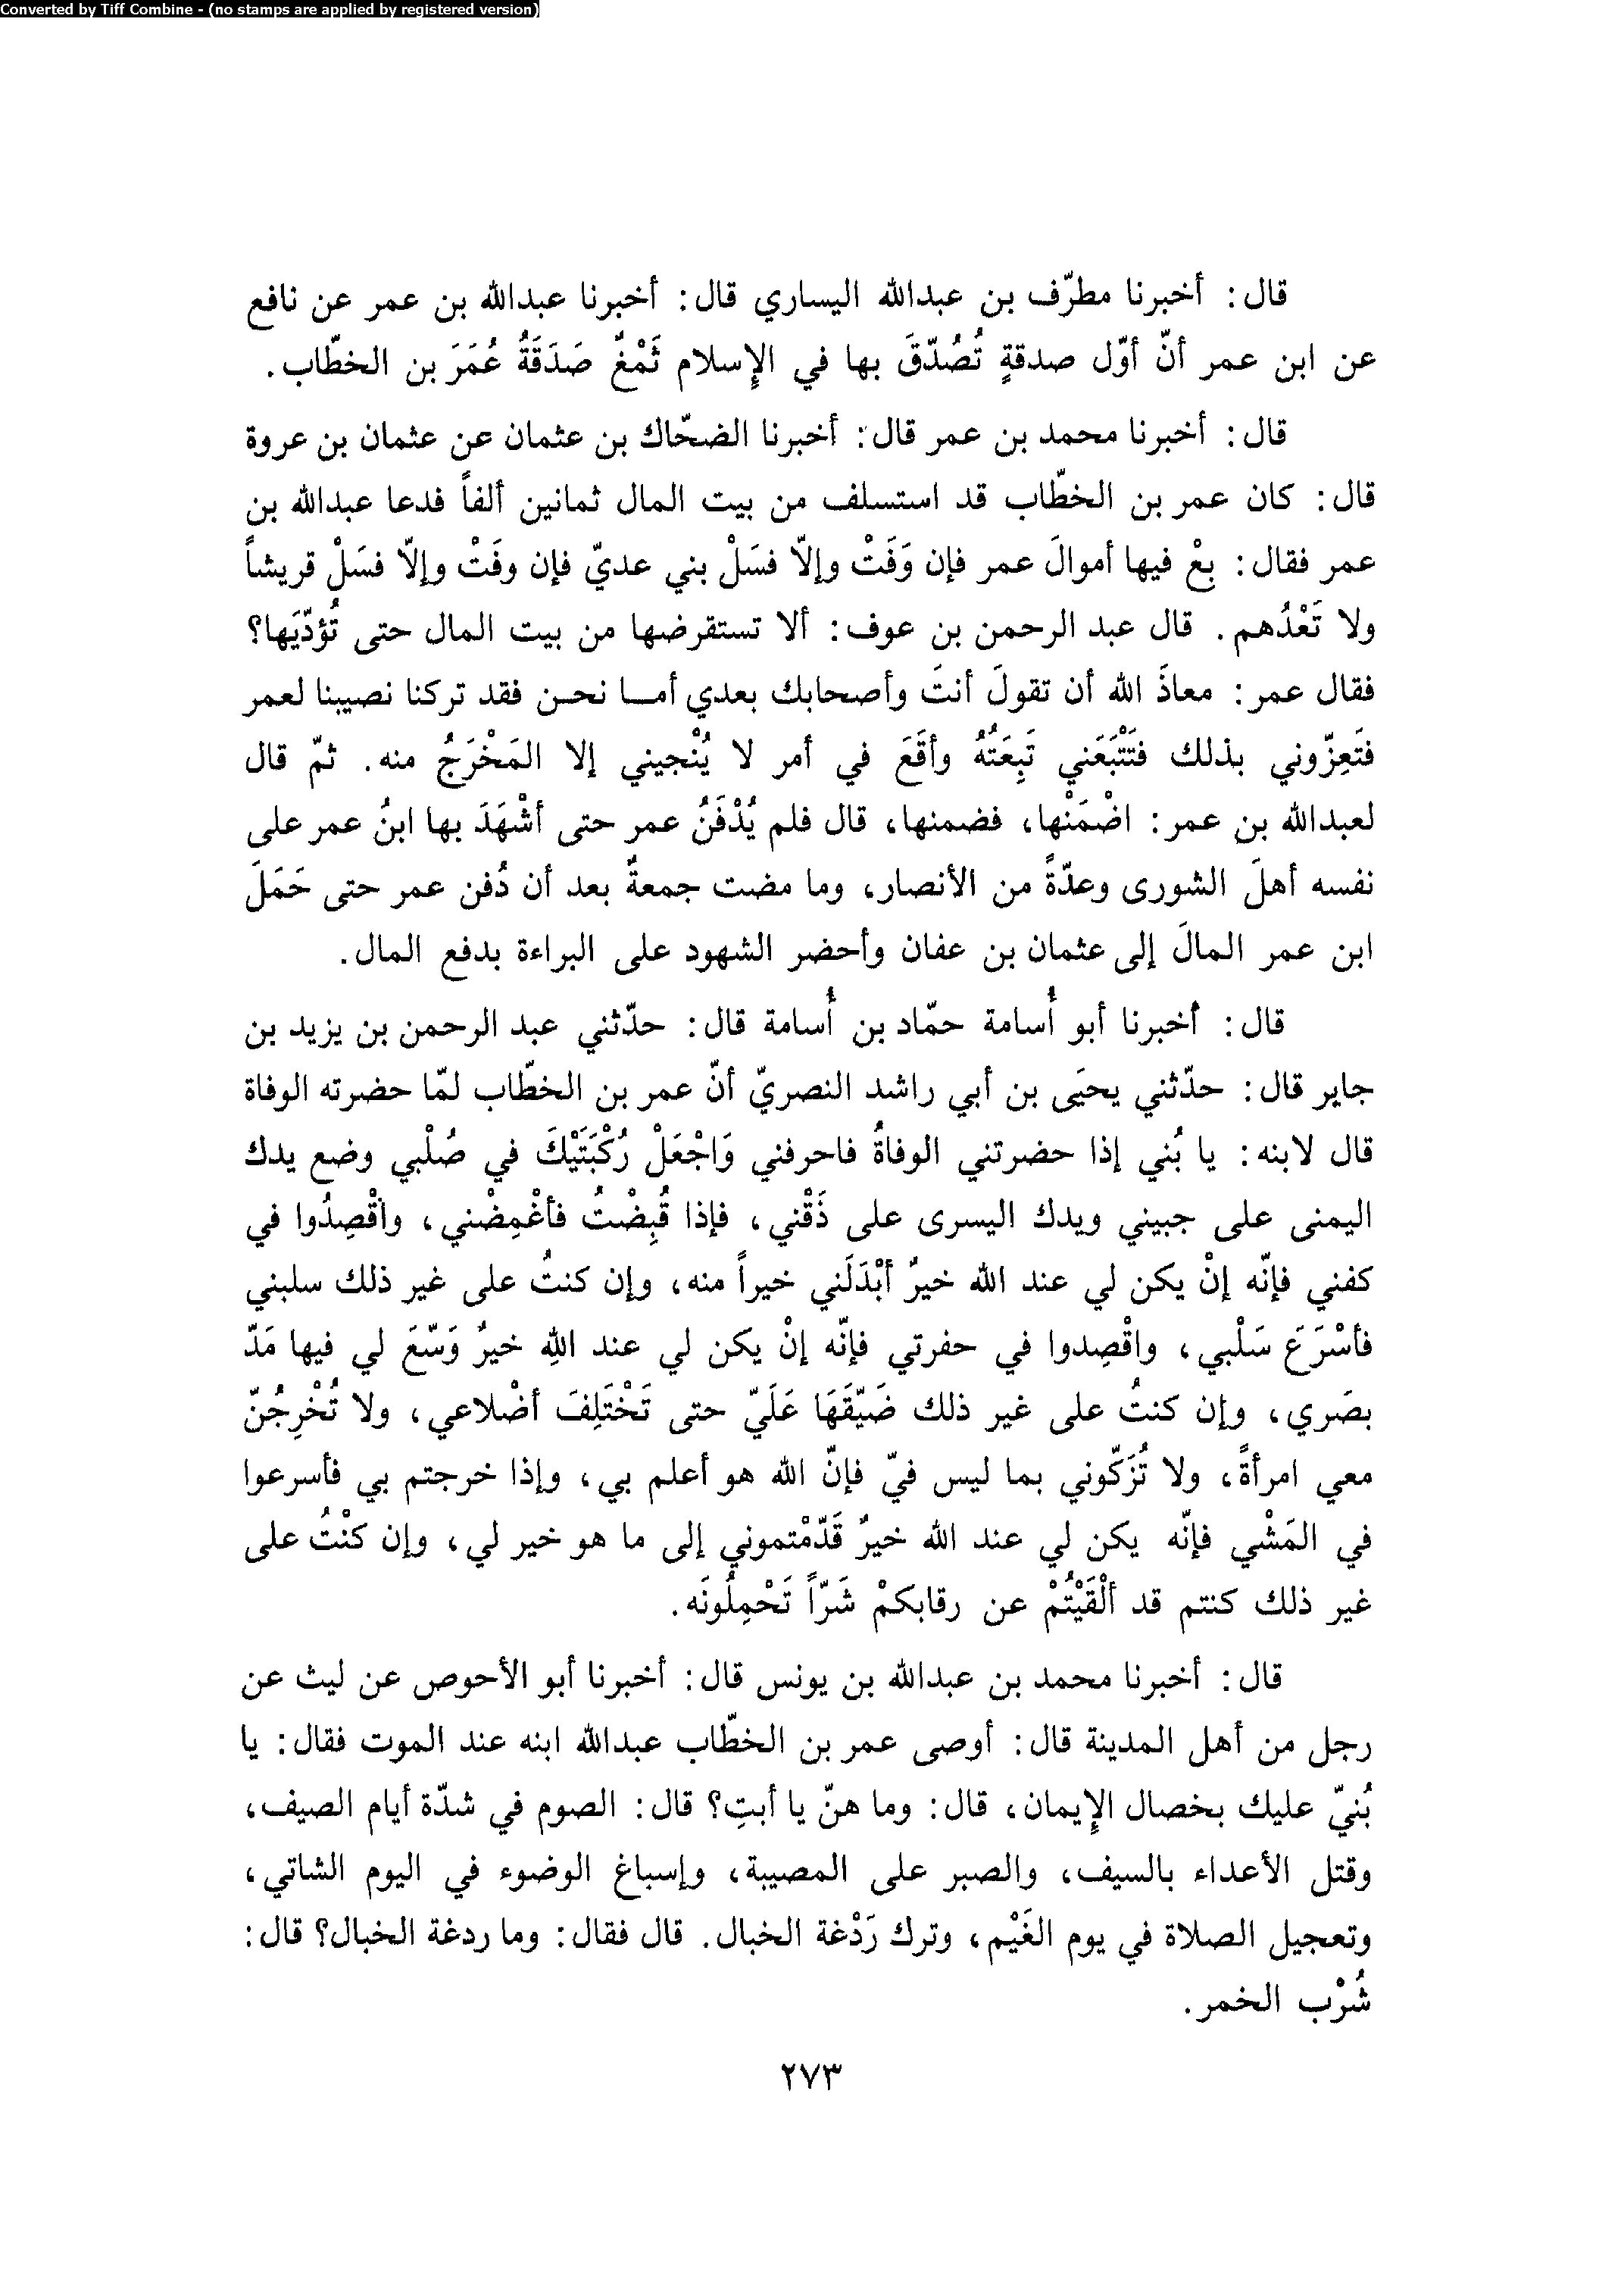 Converted by Tiff Combine - (no stamps are applied by registered version)
قال: أخبرنا مطرّف بن عبدالله اليساري قال: أخبرنا عبدالله بن عمر عن نافع
عن ابن عمر أنّ أوّل صدقةٍ تُصُدّقَ بها في الإسلام ثَمْغٌ صَدَقَةُ عُمَرَ بن الخطّاب.
قال: أخبرنا محمد بن عمر قال: أخبرنا الضحّاك بن عثمان عن عثمان بن عروة
قال: كان عمر بن الخطّاب قد استسلف من بيت المال ثمانين ألفاً فدعا عبدالله بن
عمر فقال: بِعْ فيها أموالَ عمر فإن وَفَتْ وإلاّ فسَلْ بني عديّ فإن وفَتْ وإلاّ فسَلْ قريشاً
ولا تَعْدُهم. قال عبد الرحمن بن عوف: ألا تستقرضها من بيت المال حتى تُؤدّيَها؟
فقال عمر: معاذَ الله أن تقولَ أنتَ وأصحابك بعدي أمــا نحـن فقد تركنا نصيبنا لعمر
فتَعِزّوني بذلك فتَتْبَعَني تَبِعَتُهُ وأقَعَ في أمر لا يُنْجيني إلا المَخْرَجُ منه. ثمّ قال
لعبدالله بن عمر: اضْمَنْها، فضمنها، قال فلم يُدْفَنُ عمر حتى أشْهَدَ بها ابنُ عمر على
نفسه أهلَ الشورى وعدّةً من الأنصار، وما مضت جمعةٌ بعد أن دُفن عمر حتى حَمَلَ
ابن عمر المالَ إلى عثمان بن عفان وأحضر الشهود على البراءة بدفع المال.
قال: أخبرنا أبو أُسامة حمّاد بن أُسامة قال: حدّثني عبد الرحمن بن يزيد بن
جابر قال: حدّثني يحيَى بن أبي راشد النصريّ أنّ عمر بن الخطّاب لمّا حضرته الوفاة
قال لابنه: يا بُني إذا حضرتني الوفاةُ فاحرفني وَاجْعَلْ رُكْبَتَيْكَ في صُلْبي وضع يدك
اليمنى على جبيني ويدك اليسرى على ذَقْني، فإذا قُبِضْتُ فأغْمِضْني، واقْصِدُوا في
كفني فإنّه إنْ يكن لي عند الله خيرٌ أبْدَلَني خيراً منه، وإن كنتُ على غير ذلك سلبني
فأسْرَعَ سَلْبي، واقْصِدوا في حفرتي فإنّه إنْ يكن لي عند اللهِ خيرٌ وَسّعَ لي فيها مَدّ
بصَري، وإن كنتُ على غير ذلك ضَيّقَهَا عَلَيّ حتى تَخْتَلِفَ أضْلاعي، ولا تُخْرِجُنّ
معي امرأةً، ولا تُزَكّوني بما ليس فيّ فإنّ الله هو أعلم بي، وإذا خرجتم بي فأسرعوا
في المَشْي فإنّه يكن لي عند الله خيرٌ قَدّمْتموني إلى ما هو خير لي، وإن كنْتُ على
غير ذلك كنتم قد ألْقَيْتُمْ عن رقابكمْ شَرّاً تَحْمِلُونَه.
قال: أخبرنا محمد بن عبدالله بن يونس قال: أخبرنا أبو الأحوص عن ليث عن
رجل من أهل المدينة قال: أوصى عمر بن الخطّاب عبدالله ابنه عند الموت فقال: يا
بُنيّ عليك بخصال الإيمان، قال: وما هنّ يا أبتِ؟ قال: الصوم في شدّة أيام الصيف،
وقتل الأعداء بالسيف، والصبر على المصيبة، وإسباغ الوضوء في اليوم الشاتي،
وتعجيل الصلاة في يوم الغَيْم، وترك رَدْغة الخبال. قال فقال: وما ردغة الخبال؟ قال:
شُرْب الخمر.
٢٧٣